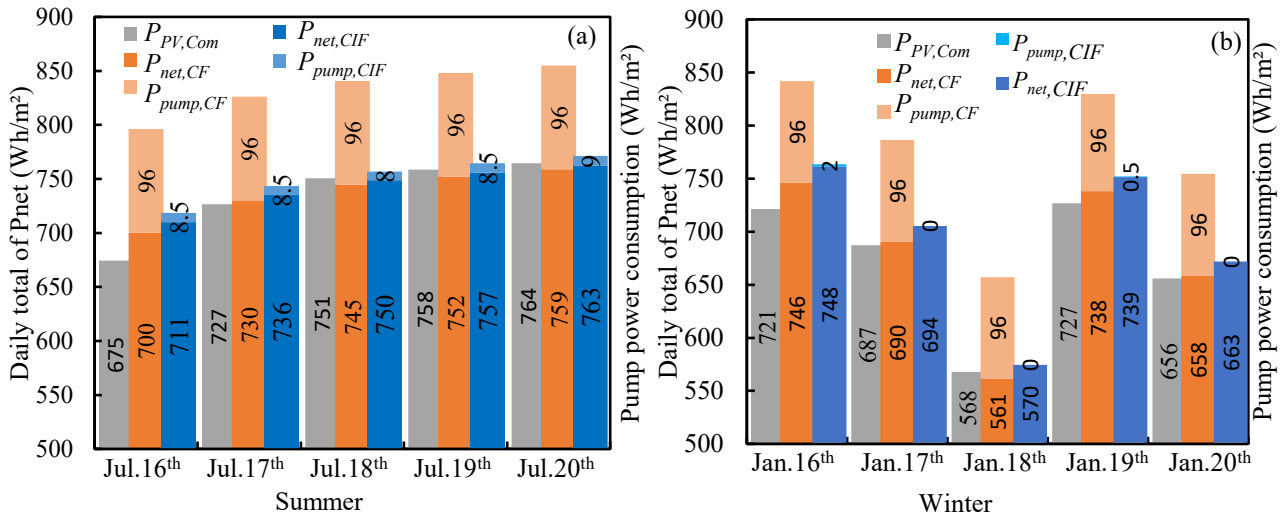 Daily total of Pnet (Wh/m²)
900
850
800
750
700
650
600
550
500
P_PV,Com
P_net,CF
P_pump,CF
P_net,CIF
P_pump,CIF
(a)
675 700 96 711 8.5
727 730 96 736 8.5
751 745 96 750 8
758 752 96 757 8.5
764 759 96 763 9
Jul.16th Jul.17th Jul.18th Jul.19th Jul.20th
Summer
Pump power consumption (Wh/m²)
Daily total of Pnet (Wh/m²)
900
850
800
750
700
650
600
550
500
P_PV,Com
P_net,CF
P_pump,CF
P_pump,CIF
P_net,CIF
(b)
721 746 96 748 2
687 690 96 694 0
568 561 96 570 0
727 738 96 739 0.5
656 658 96 663 0
Jan.16th Jan.17th Jan.18th Jan.19th Jan.20th
Winter
Pump power consumption (Wh/m²)